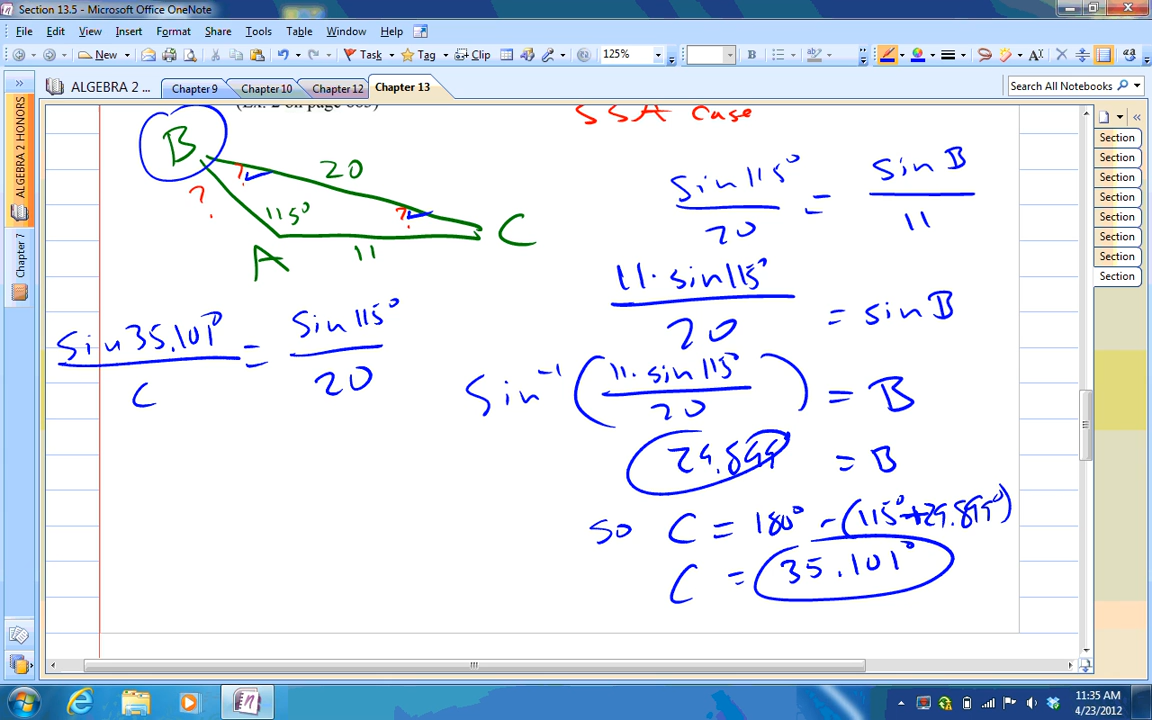 Section 13.5 - Microsoft Office OneNote
File Edit View Insert Format Share Tools Table Window Help
New Task Tag Clip 125%
ALGEBRA 2 ... Chapter 9 Chapter 10 Chapter 12 Chapter 13 Search All Notebooks
ALGEBRA 2 HONORS
Chapter 7
SSA Case
B 20
? ?
115° ?
A 11 C
sin 115° / 20 = sin B / 11
11 · sin 115° / 20 = sin B
sin 35.101° / c = sin 115° / 20
sin⁻¹ (11 · sin 115° / 20) = B
29.899° = B
so C = 180° - (115° + 29.899°)
C = 35.101°
Section
Section
Section
Section
Section
Section
Section
Section
11:35 AM
4/23/2012